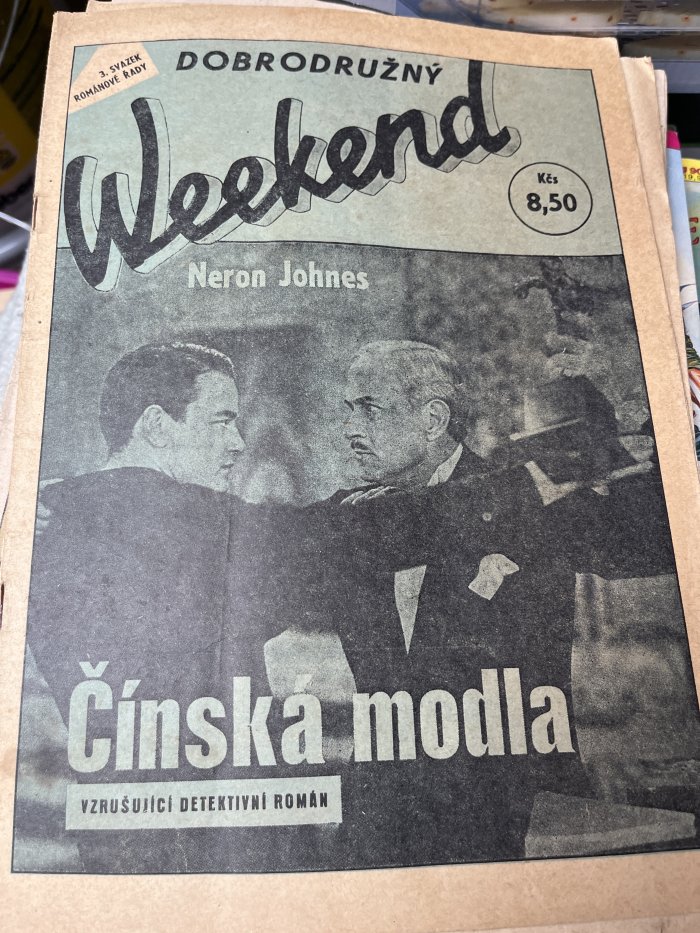 3. SVAZEK
ROMÁNOVÉ ŘADY
DOBRODRUŽNÝ
Weekend
Kčs
8,50
Neron Johnes
Čínská modla
VZRUŠUJÍCÍ DETEKTIVNÍ ROMÁN